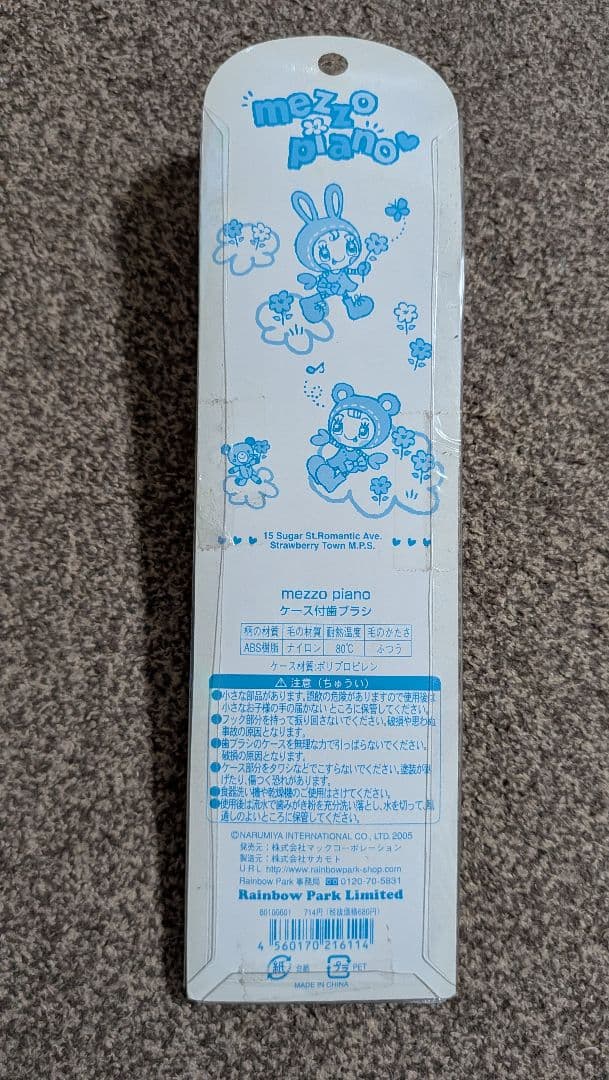 mezzo
piano
15 Sugar St.Romantic Ave.
Strawberry Town M.P.S.
mezzo piano
ケース付歯ブラシ
柄の材質 毛の材質 耐熱温度 毛のかたさ
ABS樹脂 ナイロン 80℃ ふつう
ケース材質:ポリプロピレン
⚠注意（ちゅうい）
●小さな部品があります。誤飲の危険がありますので使用後は
小さなお子様の手の届かないところに保管してください。
●フック部分を持って振り回さないでください。破損や思わぬ
事故の原因となります。
●歯ブラシのケースを無理な力で引っぱらないでください。
破損の原因となります。
●ケース部分をタワシなどでこすらないでください。塗装が剥
げたり、傷つく恐れがあります。
●食器洗い機や乾燥機のご使用はさけてください。
●使用後は流水で歯みがき粉を充分洗い落とし、水を切って、風
通しのよいところに保管してください。
©NARUMIYA INTERNATIONAL CO., LTD.2005
発売元：株式会社マックコーポレーション
製造元：株式会社サカモト
URL http://www.rainbowpark-shop.com
Rainbow Park 事務局 0120-70-5831
Rainbow Park Limited
60100601 714円（税抜価格680円）
4 560170 216114
紙 台紙 プラ PET
MADE IN CHINA